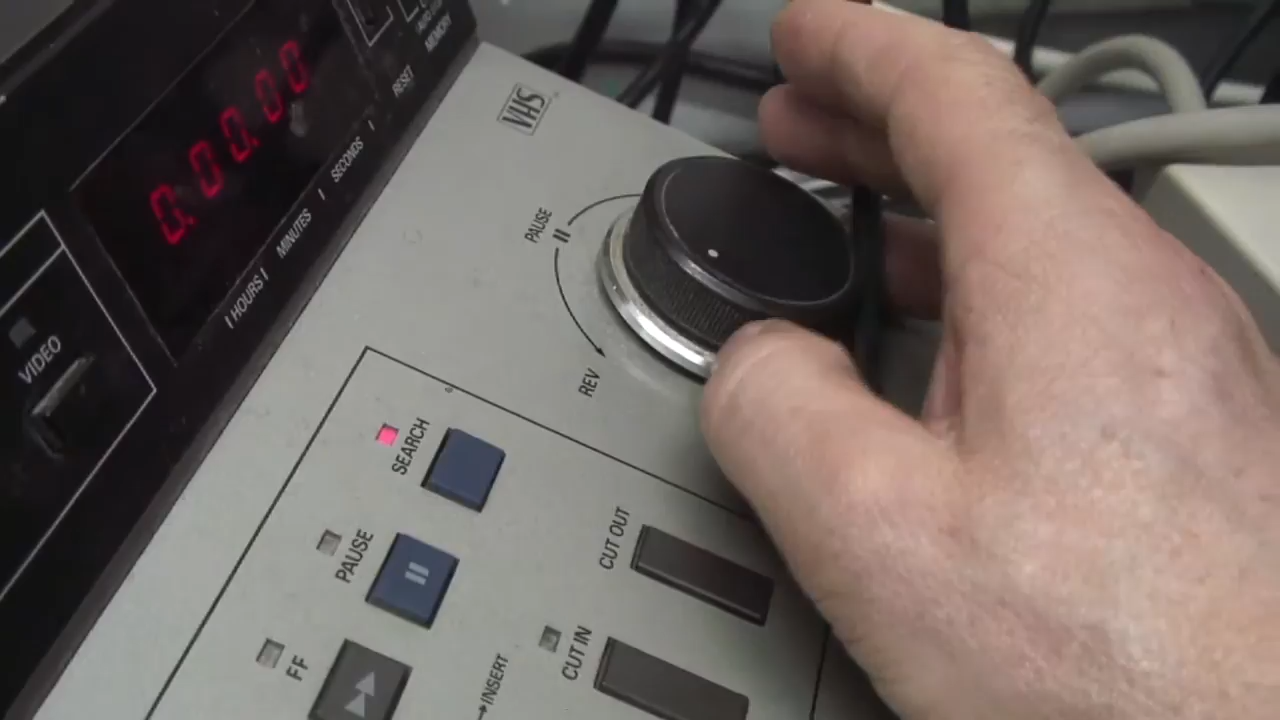 AUTO
MEMORY
RESET
0.00.00
| HOURS | MINUTES | SECONDS |
VIDEO
VHS
PAUSE
REV
SEARCH
PAUSE
FF
CUT OUT
CUT IN
INSERT